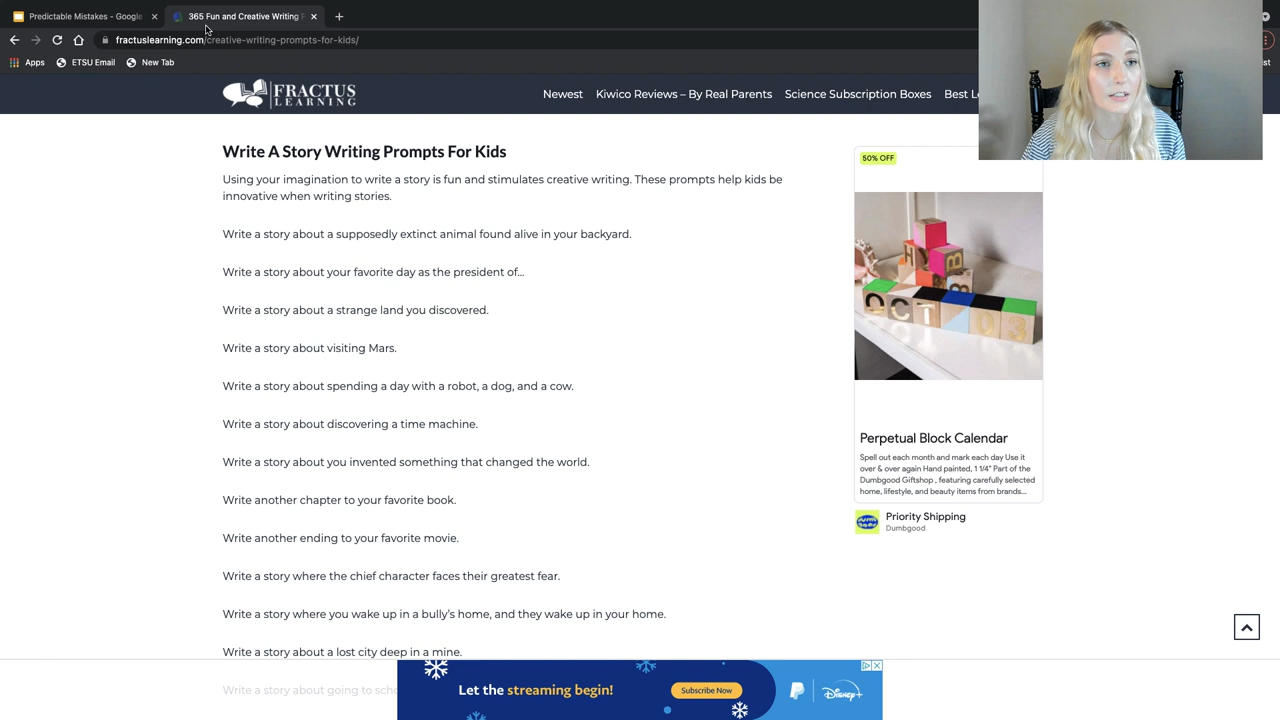 Predictable Mistakes - Google
365 Fun and Creative Writing
fractuslearning.com/creative-writing-prompts-for-kids/
Apps ETSU Email New Tab
FRACTUS
LEARNING
Newest Kiwico Reviews – By Real Parents Science Subscription Boxes Best
Write A Story Writing Prompts For Kids
Using your imagination to write a story is fun and stimulates creative writing. These prompts help kids be
innovative when writing stories.
Write a story about a supposedly extinct animal found alive in your backyard.
Write a story about your favorite day as the president of…
Write a story about a strange land you discovered.
Write a story about visiting Mars.
Write a story about spending a day with a robot, a dog, and a cow.
Write a story about discovering a time machine.
Write a story about you invented something that changed the world.
Write another chapter to your favorite book.
Write another ending to your favorite movie.
Write a story where the chief character faces their greatest fear.
Write a story where you wake up in a bully’s home, and they wake up in your home.
Write a story about a lost city deep in a mine.
Write a story about going to
50% OFF
OCT 03
Perpetual Block Calendar
Spell out each month and mark each day Use it
over & over again Hand painted, 1 1/4" Part of the
Dumbgood Giftshop , featuring carefully selected
home, lifestyle, and beauty items from brands...
Priority Shipping
Dumbgood
Let the streaming begin!
Subscribe Now
Disney+